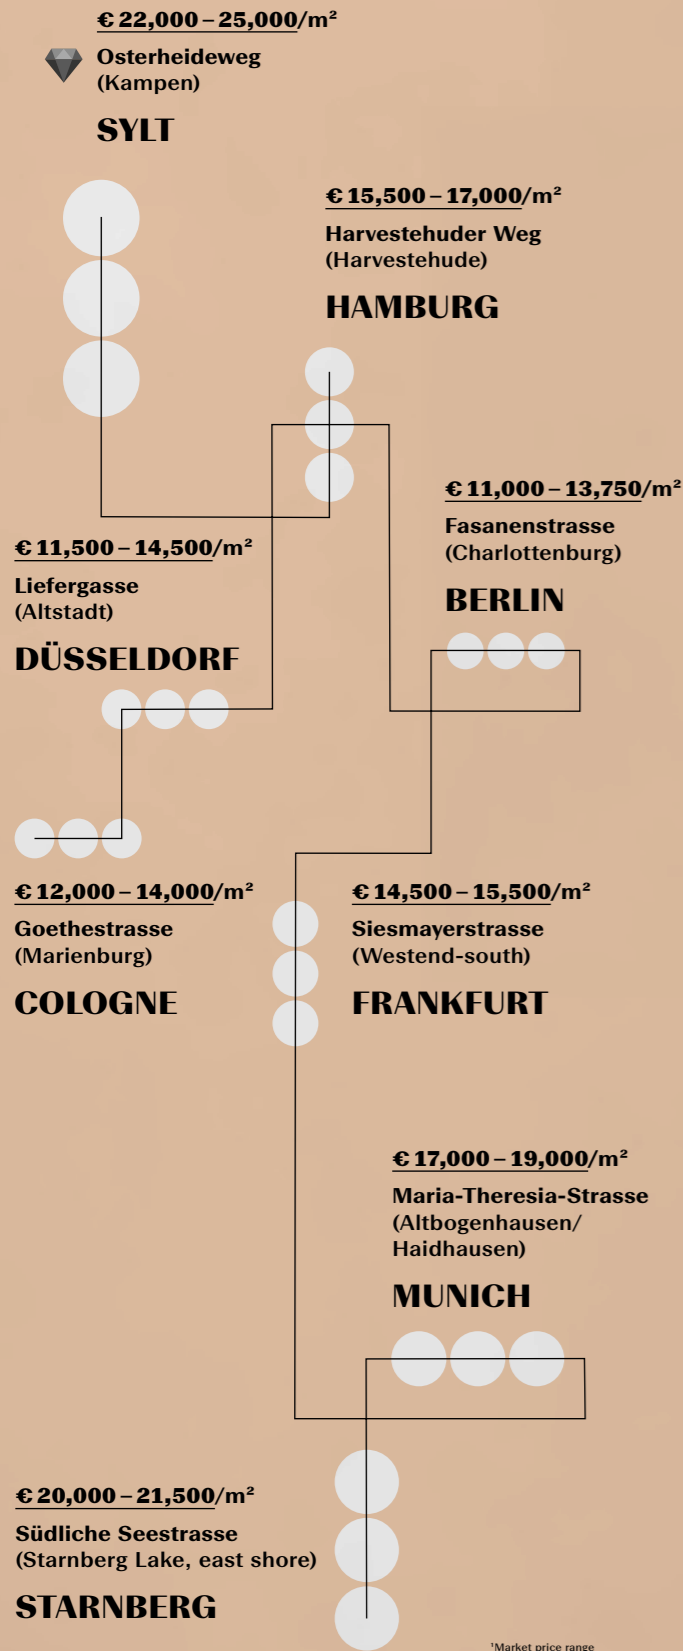 € 22,000 – 25,000/m²
Osterheideweg
(Kampen)
SYLT
€ 15,500 – 17,000/m²
Harvestehuder Weg
(Harvestehude)
HAMBURG
€ 11,000 – 13,750/m²
Fasanenstrasse
(Charlottenburg)
BERLIN
€ 11,500 – 14,500/m²
Liefergasse
(Altstadt)
DÜSSELDORF
€ 12,000 – 14,000/m²
Goethestrasse
(Marienburg)
COLOGNE
€ 14,500 – 15,500/m²
Siesmayerstrasse
(Westend-south)
FRANKFURT
€ 17,000 – 19,000/m²
Maria-Theresia-Strasse
(Altbogenhausen/
Haidhausen)
MUNICH
€ 20,000 – 21,500/m²
Südliche Seestrasse
(Starnberg Lake, east shore)
STARNBERG
¹Market price range